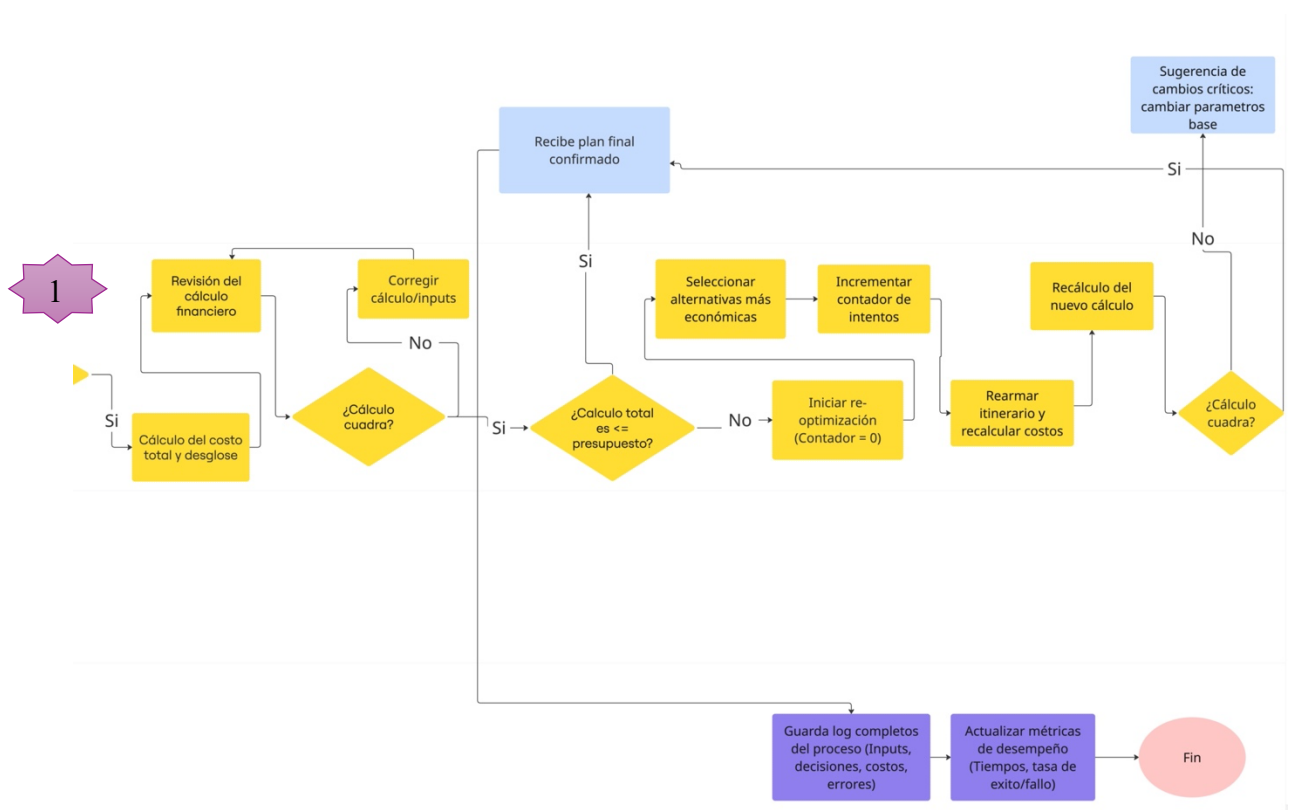 Sugerencia de
cambios críticos:
cambiar parametros
base
Recibe plan final
confirmado
Si
No
Si
1
Revisión del
cálculo
financiero
Corregir
cálculo/inputs
No
Seleccionar
alternativas más
económicas
Incrementar
contador de
intentos
Recálculo del
nuevo cálculo
Si
Cálculo del costo
total y desglose
¿Cálculo
cuadra?
Si
¿Calculo total
es <=
presupuesto?
No
Iniciar re-
optimización
(Contador = 0)
Rearmar
itinerario y
recalcular costos
¿Cálculo
cuadra?
Guarda log completos
del proceso (Inputs,
decisiones, costos,
errores)
Actualizar métricas
de desempeño
(Tiempos, tasa de
exito/fallo)
Fin